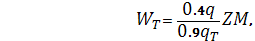 W_T = \frac{0.4q}{0.9q_T} ZM,